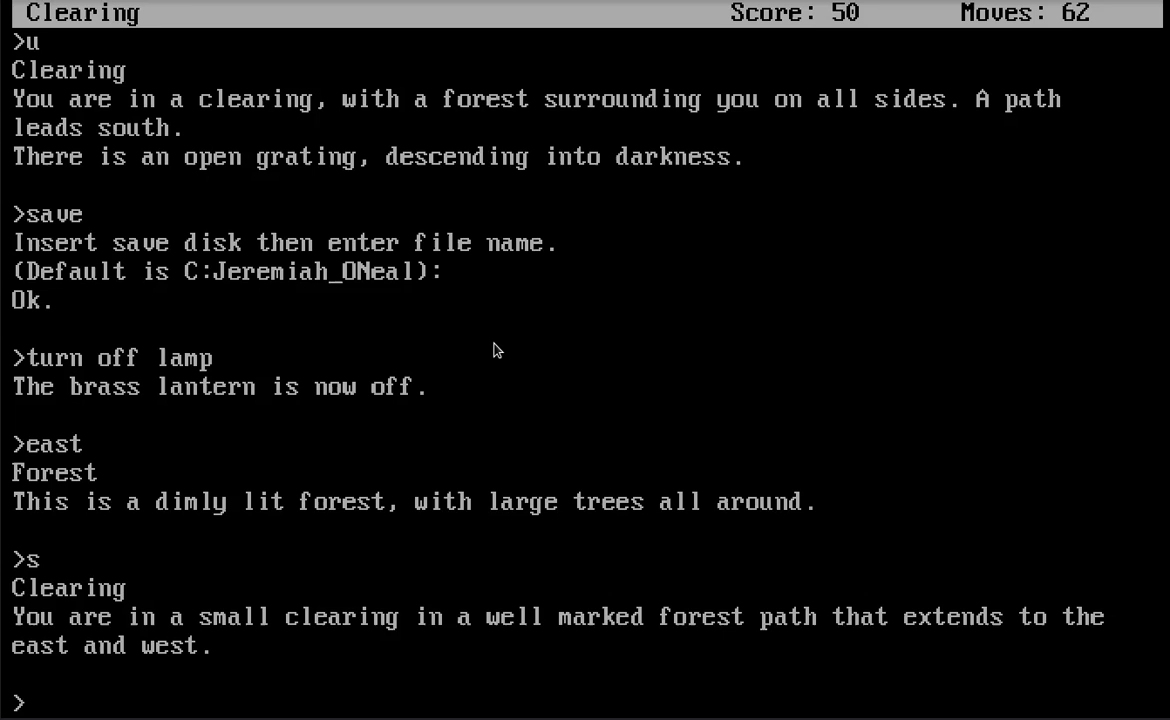 Clearing Score: 50 Moves: 62
>u
Clearing
You are in a clearing, with a forest surrounding you on all sides. A path
leads south.
There is an open grating, descending into darkness.
>save
Insert save disk then enter file name.
(Default is C:Jeremiah_ONeal):
Ok.
>turn off lamp
The brass lantern is now off.
>east
Forest
This is a dimly lit forest, with large trees all around.
>s
Clearing
You are in a small clearing in a well marked forest path that extends to the
east and west.
>